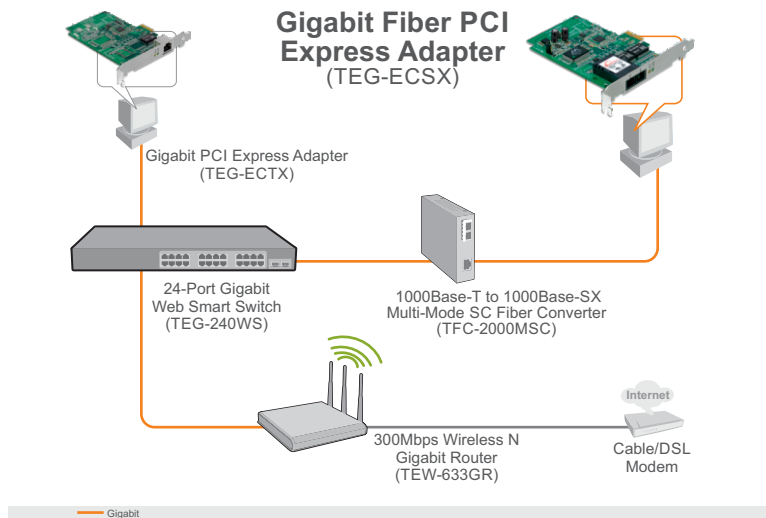 Gigabit Fiber PCI
Express Adapter
(TEG-ECSX)
Gigabit PCI Express Adapter
(TEG-ECTX)
24-Port Gigabit
Web Smart Switch
(TEG-240WS)
1000Base-T to 1000Base-SX
Multi-Mode SC Fiber Converter
(TFC-2000MSC)
Internet
300Mbps Wireless N
Gigabit Router
(TEW-633GR)
Cable/DSL
Modem
Gigabit